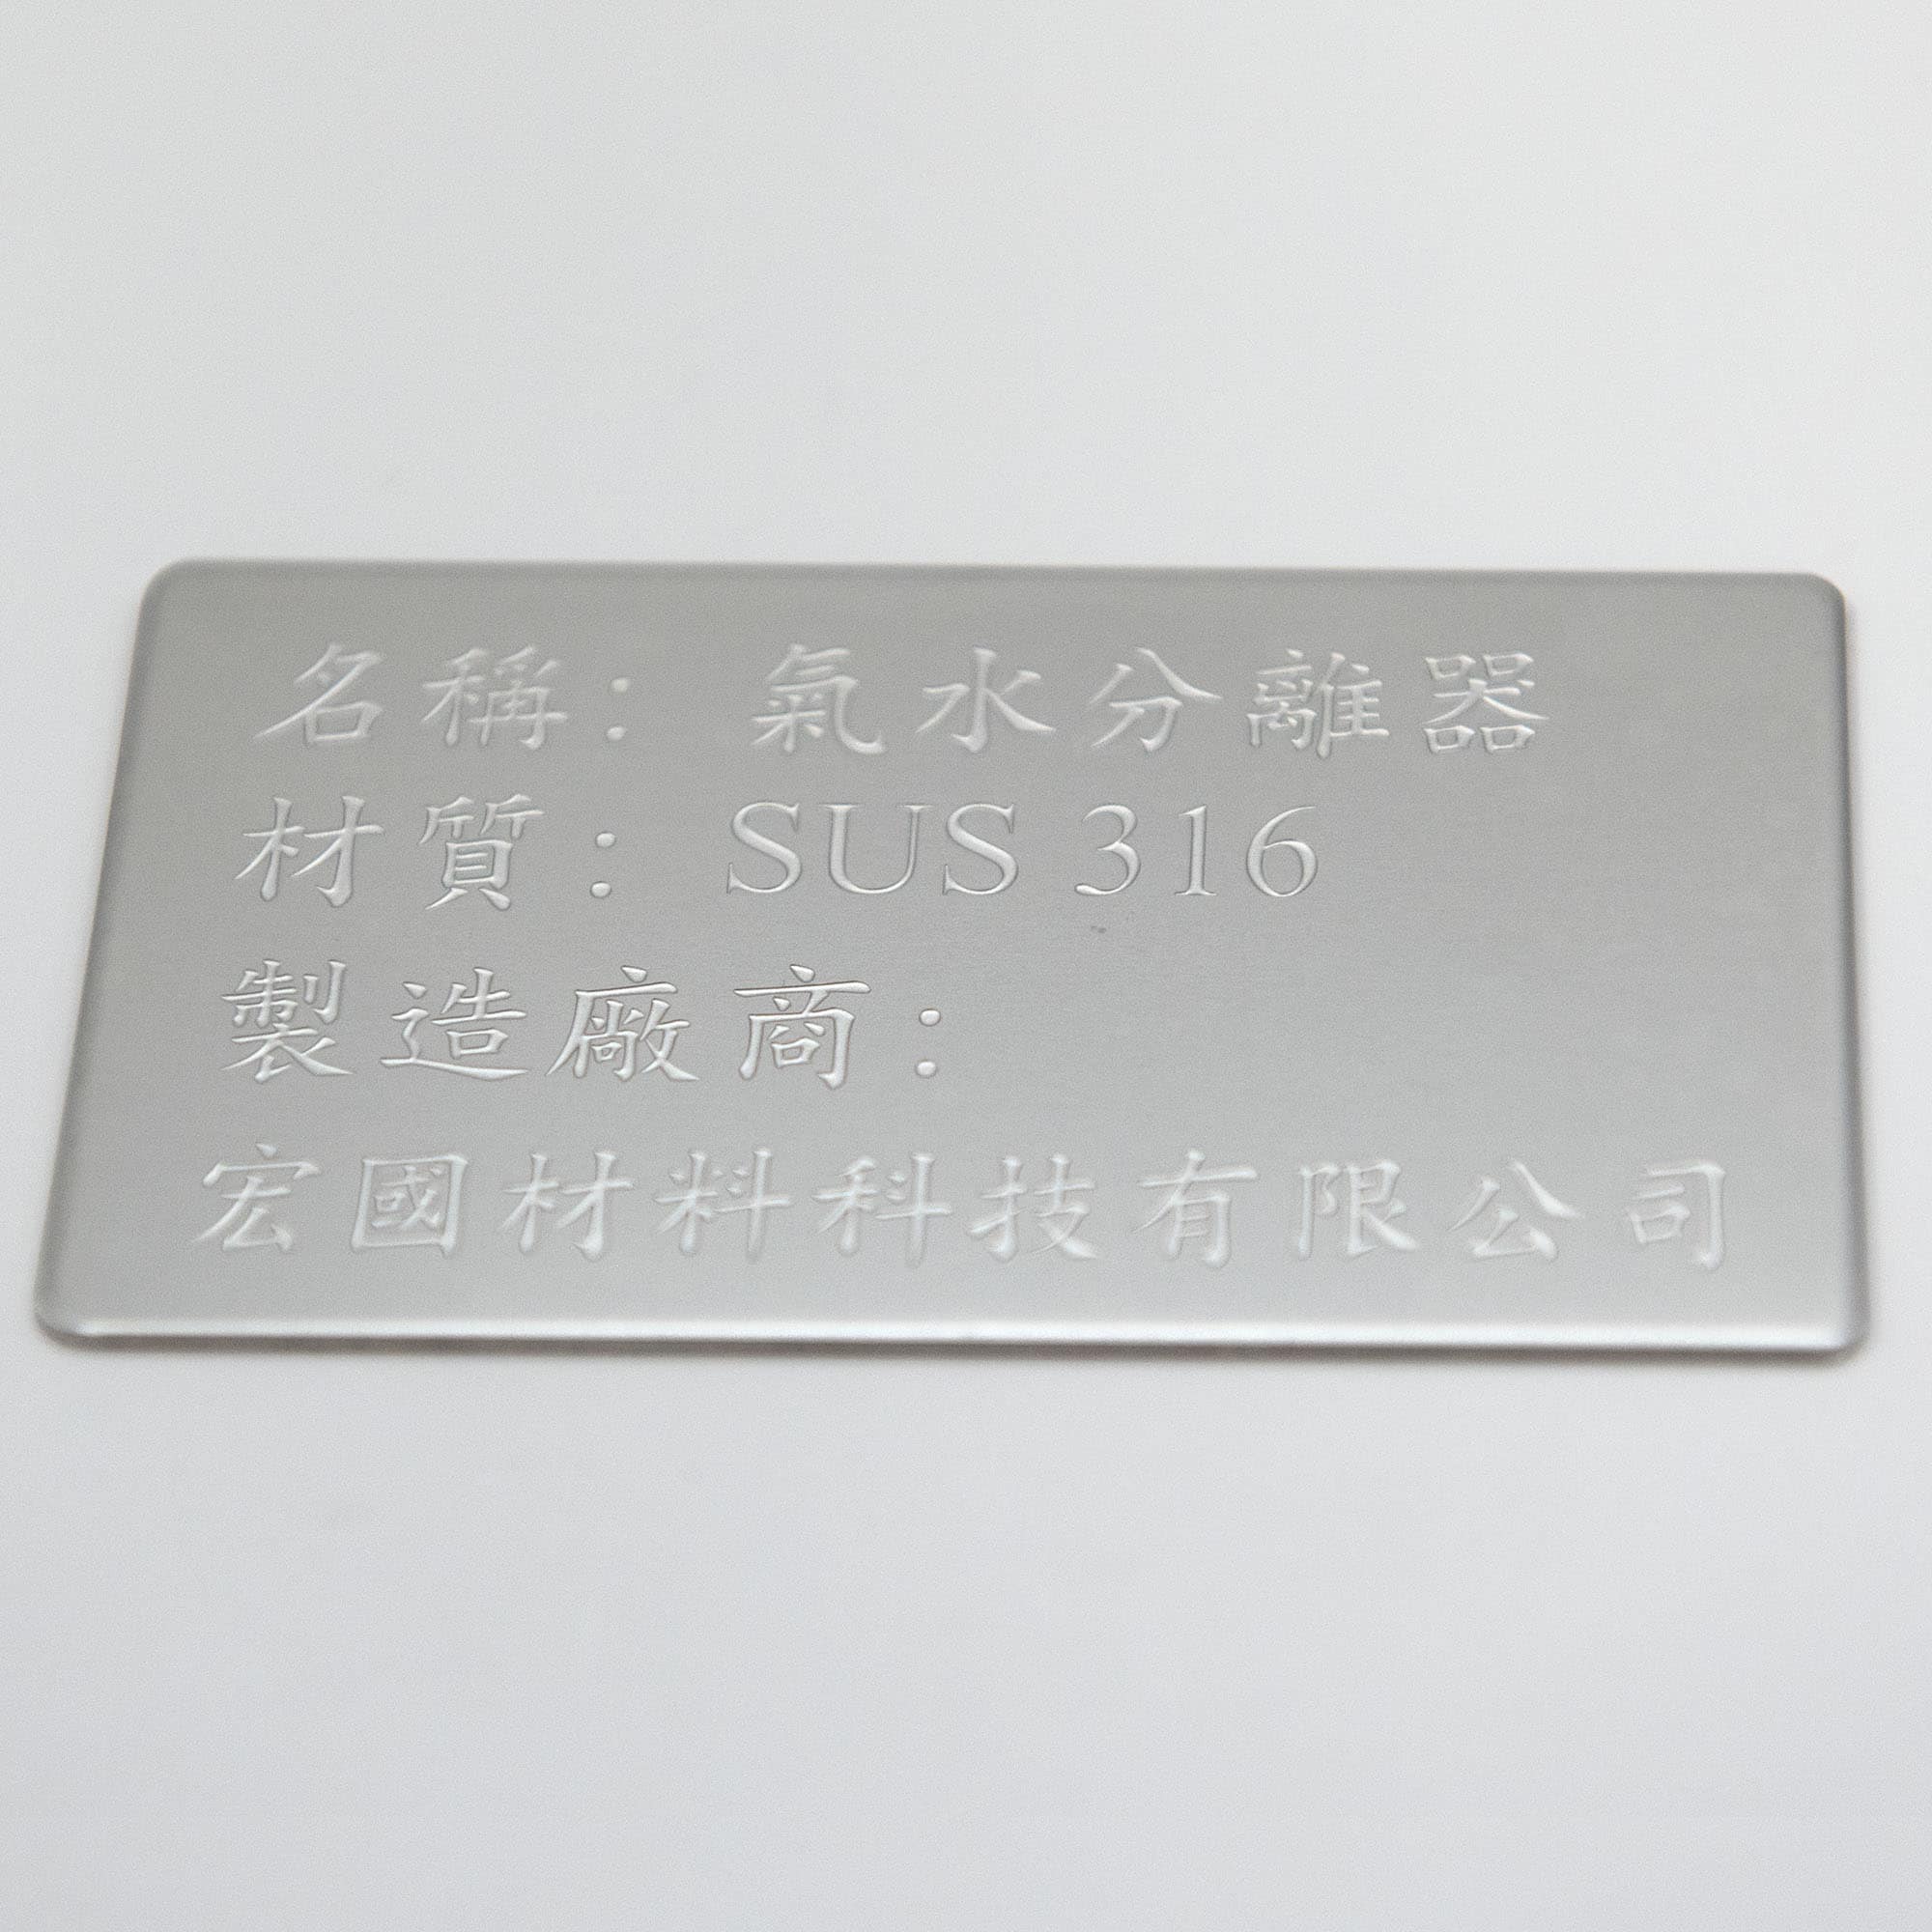 名稱：氣水分離器
材質：SUS 316
製造廠商：
宏國材料科技有限公司